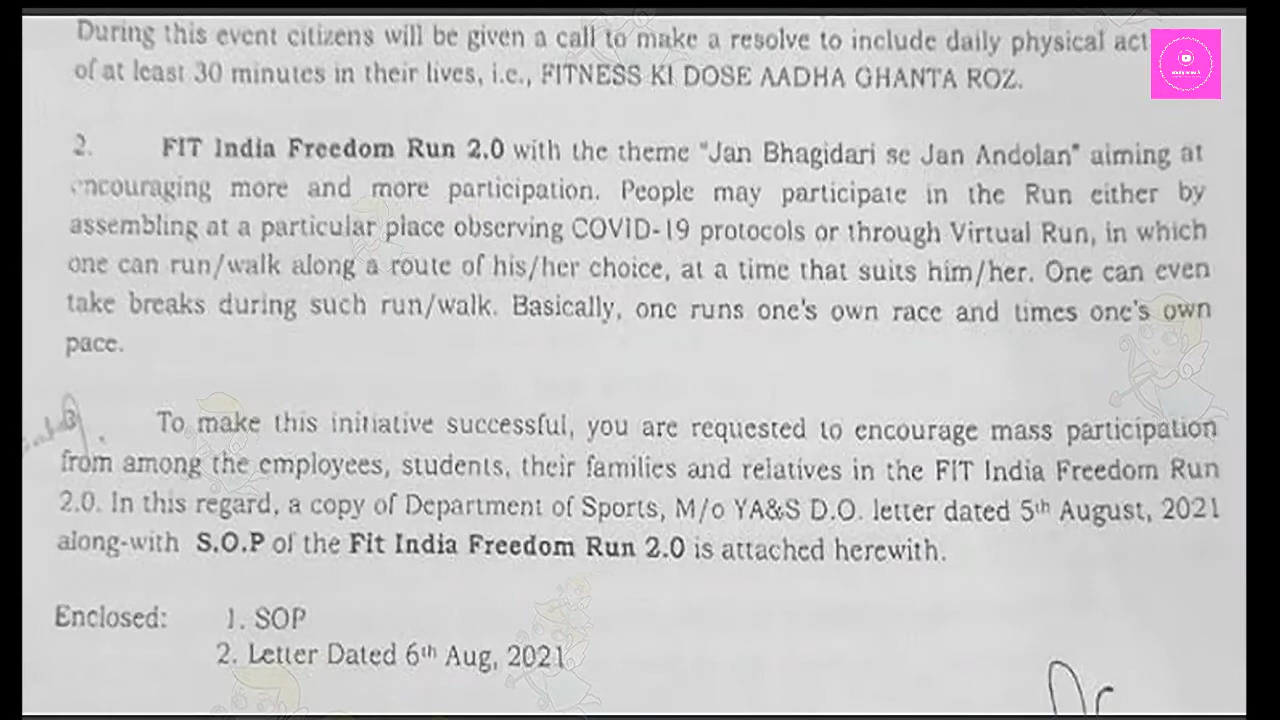 During this event citizens will be given a call to make a resolve to include daily physical act
of at least 30 minutes in their lives, i.e., FITNESS KI DOSE AADHA GHANTA ROZ.
2. FIT India Freedom Run 2.0 with the theme "Jan Bhagidari se Jan Andolan" aiming at
encouraging more and more participation. People may participate in the Run either by
assembling at a particular place observing COVID-19 protocols or through Virtual Run, in which
one can run/walk along a route of his/her choice, at a time that suits him/her. One can even
take breaks during such run/walk. Basically, one runs one's own race and times one's own
pace.
3. To make this initiative successful, you are requested to encourage mass participation
from among the employees, students, their families and relatives in the FIT India Freedom Run
2.0. In this regard, a copy of Department of Sports, M/o YA&S D.O. letter dated 5th August, 2021
along-with S.O.P of the Fit India Freedom Run 2.0 is attached herewith.
Enclosed: 1. SOP
2. Letter Dated 6th Aug, 2021